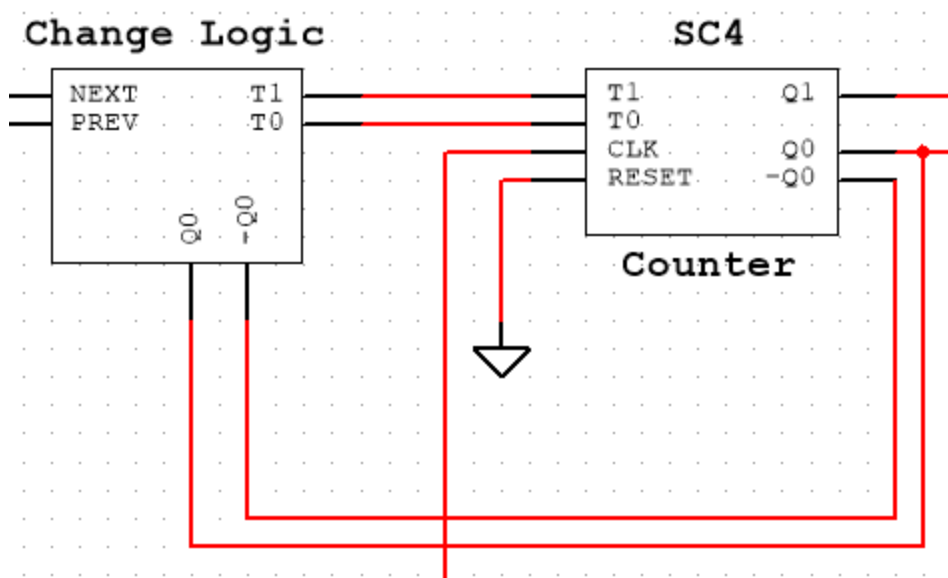 Change Logic
SC4
NEXT
PREV
T1
T0
Q0
-Q0
T1
T0
CLK
RESET
Q1
Q0
-Q0
Counter